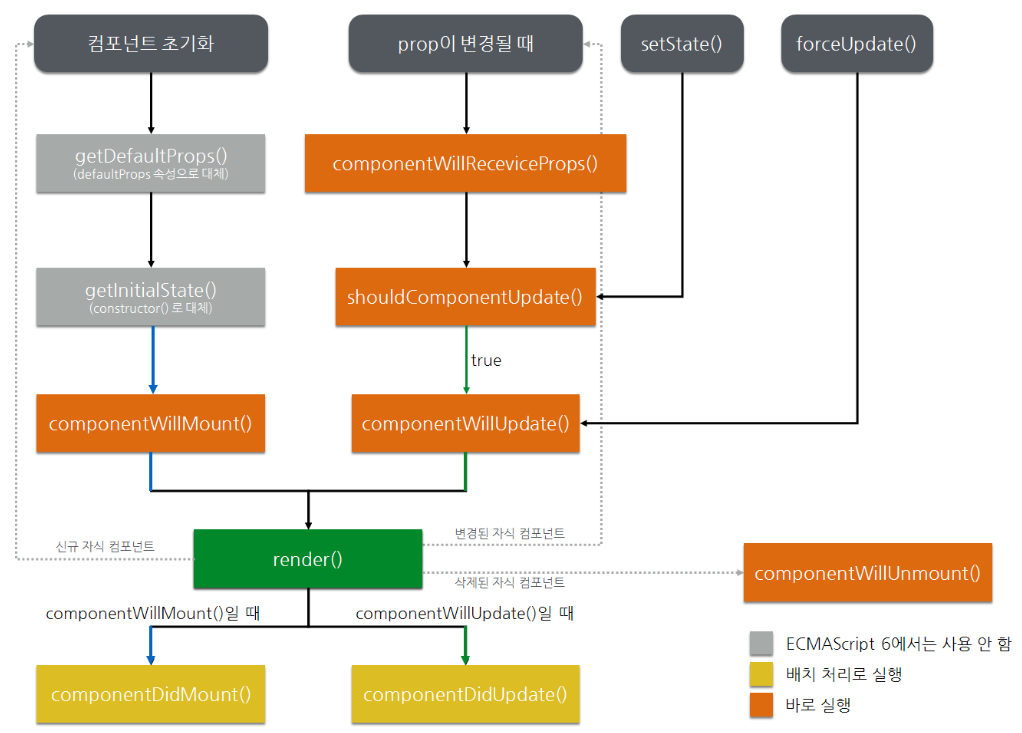 컴포넌트 초기화
prop이 변경될 때
setState()
forceUpdate()
getDefaultProps()
(defaultProps 속성으로 대체)
componentWillReceviceProps()
getInitialState()
(constructor() 로 대체)
shouldComponentUpdate()
true
componentWillMount()
componentWillUpdate()
신규 자식 컴포넌트
변경된 자식 컴포넌트
render()
삭제된 자식 컴포넌트
componentWillUnmount()
componentWillMount()일 때
componentWillUpdate()일 때
componentDidMount()
componentDidUpdate()
ECMAScript 6에서는 사용 안 함
배치 처리로 실행
바로 실행